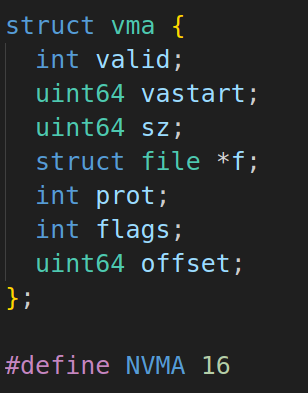 struct vma {
  int valid;
  uint64 vastart;
  uint64 sz;
  struct file *f;
  int prot;
  int flags;
  uint64 offset;
};

#define NVMA 16